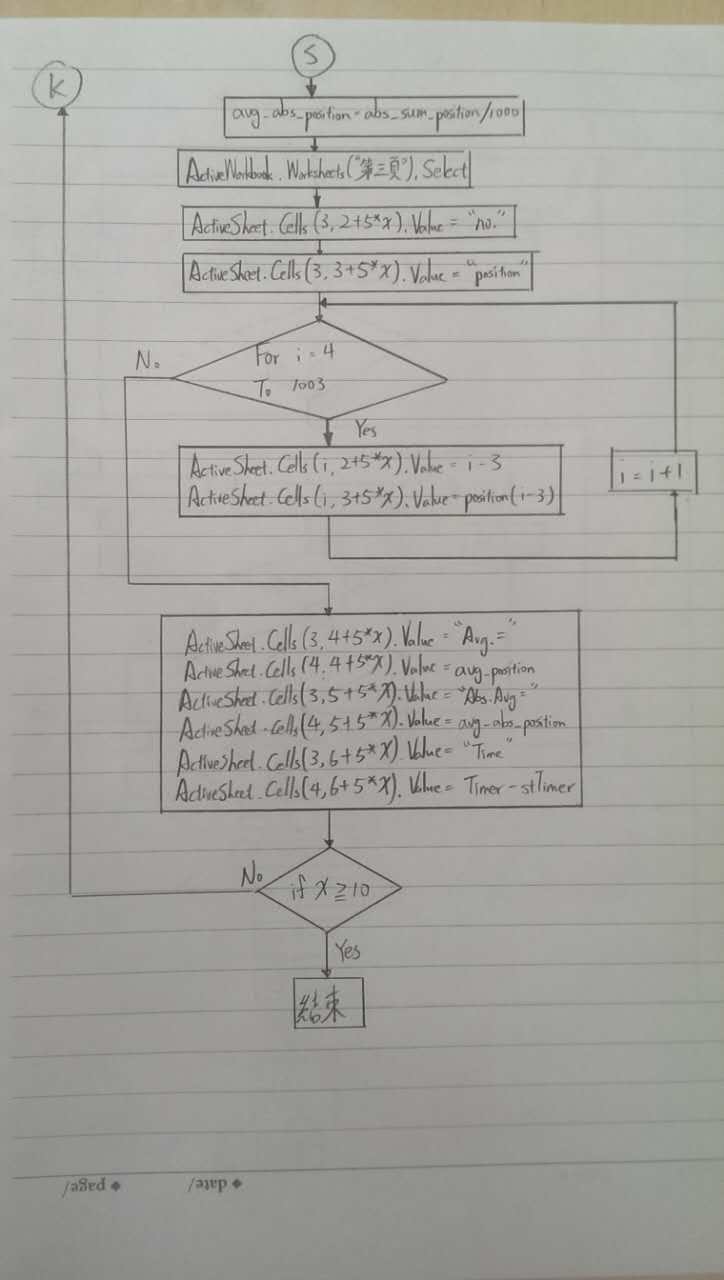 S
K
avg_abs_position=abs_sum_position/1000
ActiveWorkbook.Worksheets("第三頁").Select
ActiveSheet.Cells(3, 2+5*X).Value = "no."
ActiveSheet.Cells(3, 3+5*X).Value = "position"
No
For i = 4
To 1003
Yes
ActiveSheet.Cells(i, 2+5*X).Value = i-3
ActiveSheet.Cells(i, 3+5*X).Value=position(i-3)
i = i+1
ActiveSheet.Cells(3, 4+5*X).Value = "Avg.="
ActiveSheet.Cells(4, 4+5*X).Value = avg_position
ActiveSheet.Cells(3, 5+5*X).Value = "Abs.Avg="
ActiveSheet.Cells(4, 5+5*X).Value = avg_abs_position
ActiveSheet.Cells(3, 6+5*X).Value = "Time"
ActiveSheet.Cells(4, 6+5*X).Value = Timer-stTimer
No
if X≧10
Yes
結束
◆ page/
◆ date/